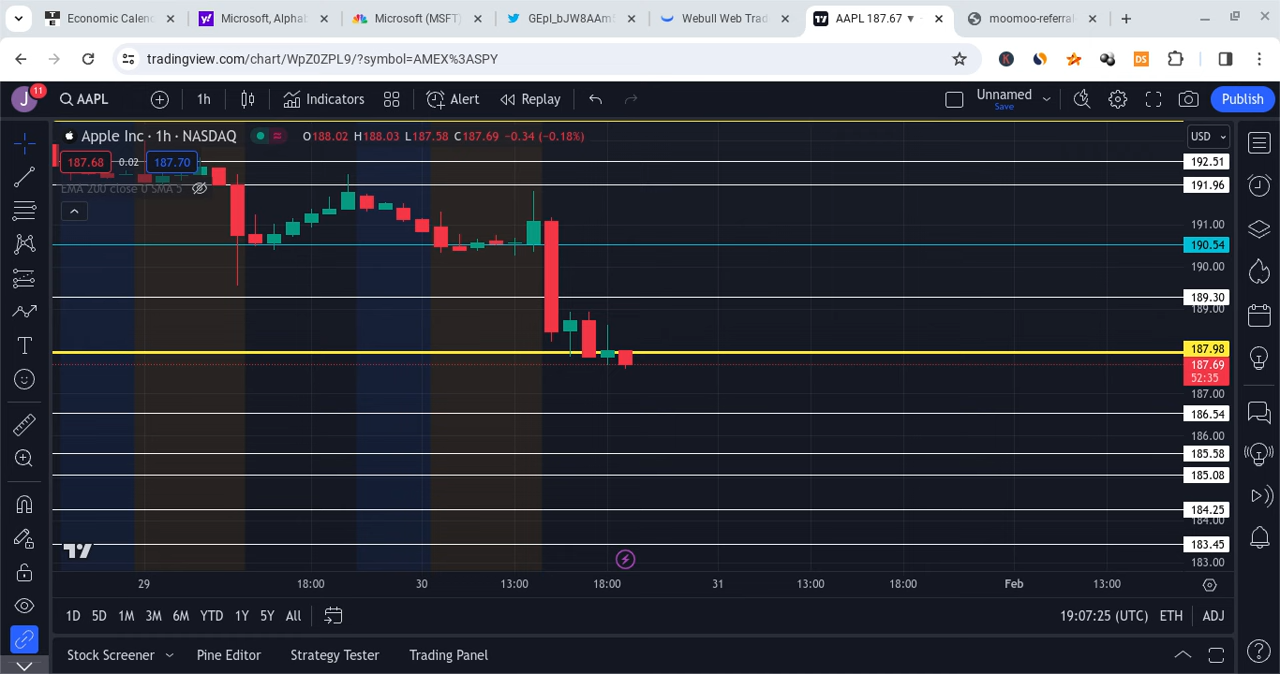 Economic Calen
Microsoft, Alphab
Microsoft (MSFT)
GEpI_bJW8AAm
Webull Web Trad
AAPL 187.67 ▼
moomoo-referral
tradingview.com/chart/WpZ0ZPL9/?symbol=AMEX%3ASPY
K
DS
J
11
AAPL
1h
Indicators
Alert
Replay
Unnamed
Save
Publish
Apple Inc · 1h · NASDAQ
O188.02 H188.03 L187.58 C187.69 −0.34 (−0.18%)
USD
187.68
0.02
187.70
EMA 200 close 0 SMA 5
192.51
191.96
191.00
190.54
190.00
189.30
189.00
187.98
187.69
52:35
187.00
186.54
186.00
185.58
185.08
184.25
184.00
183.45
183.00
29
18:00
30
13:00
18:00
31
13:00
18:00
Feb
13:00
1D
5D
1M
3M
6M
YTD
1Y
5Y
All
19:07:25 (UTC)
ETH
ADJ
Stock Screener
Pine Editor
Strategy Tester
Trading Panel